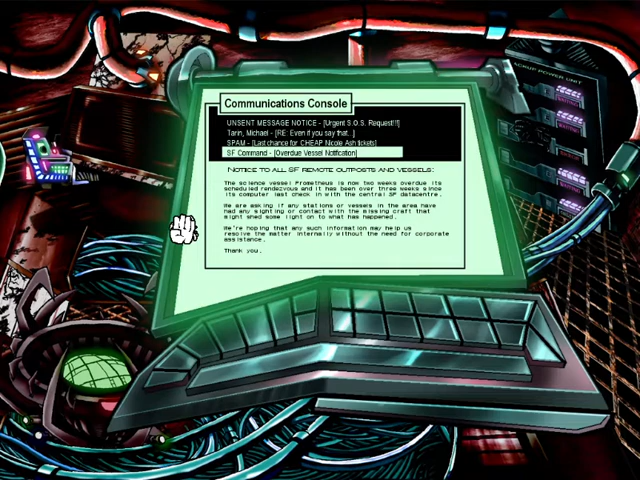 BACKUP POWER UNIT
Communications Console
UNSENT MESSAGE NOTICE - [Urgent S.O.S. Request!!!]
Tarin, Michael - [RE: Even if you say that...]
SPAM - [Last chance for CHEAP Nicole Ash tickets]
SF Command - [Overdue Vessel Notification]
Notice to all SF remote outposts and vessels:
The science vessel Prometheus is now two weeks overdue its
scheduled rendezvous and it has been over three weeks since
its computer last check in with the central SF datacentre.
We are asking if any stations or vessels in the area have
had any sighting or contact with the missing craft that
might shed some light on to what has happened.
We're hoping that any such information may help us
resolve the matter internally without the need for corporate
assistance.
Thank you.